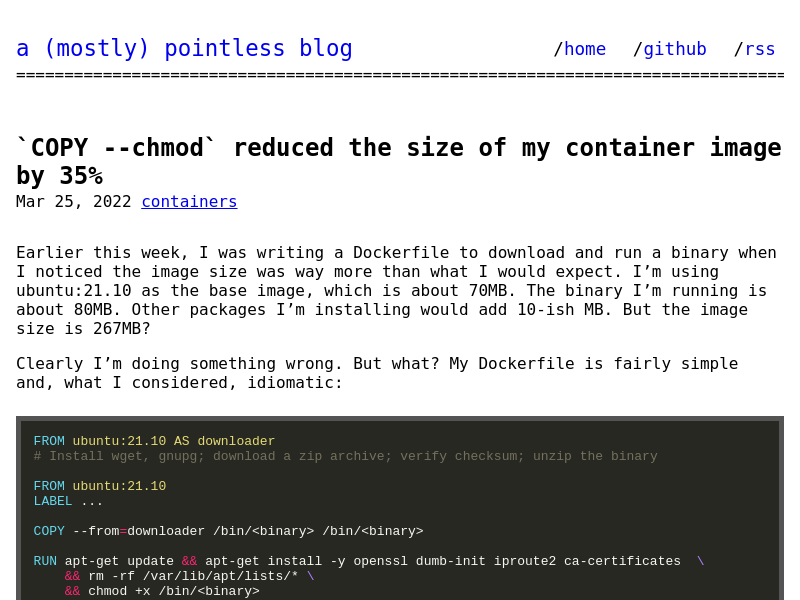 a (mostly) pointless blog /home /github /rss
================================================================================
`COPY --chmod` reduced the size of my container image
by 35%
Mar 25, 2022 containers
Earlier this week, I was writing a Dockerfile to download and run a binary when
I noticed the image size was way more than what I would expect. I’m using
ubuntu:21.10 as the base image, which is about 70MB. The binary I’m running is
about 80MB. Other packages I’m installing would add 10-ish MB. But the image
size is 267MB?
Clearly I’m doing something wrong. But what? My Dockerfile is fairly simple
and, what I considered, idiomatic:
FROM ubuntu:21.10 AS downloader
# Install wget, gnupg; download a zip archive; verify checksum; unzip the binary
FROM ubuntu:21.10
LABEL ...
COPY --from=downloader /bin/<binary> /bin/<binary>
RUN apt-get update && apt-get install -y openssl dumb-init iproute2 ca-certificates  \
    && rm -rf /var/lib/apt/lists/* \
    && chmod +x /bin/<binary>